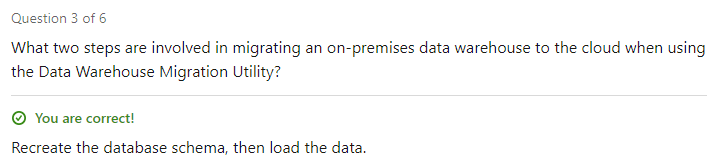 Question 3 of 6
What two steps are involved in migrating an on-premises data warehouse to the cloud when using
the Data Warehouse Migration Utility?
You are correct!
Recreate the database schema, then load the data.